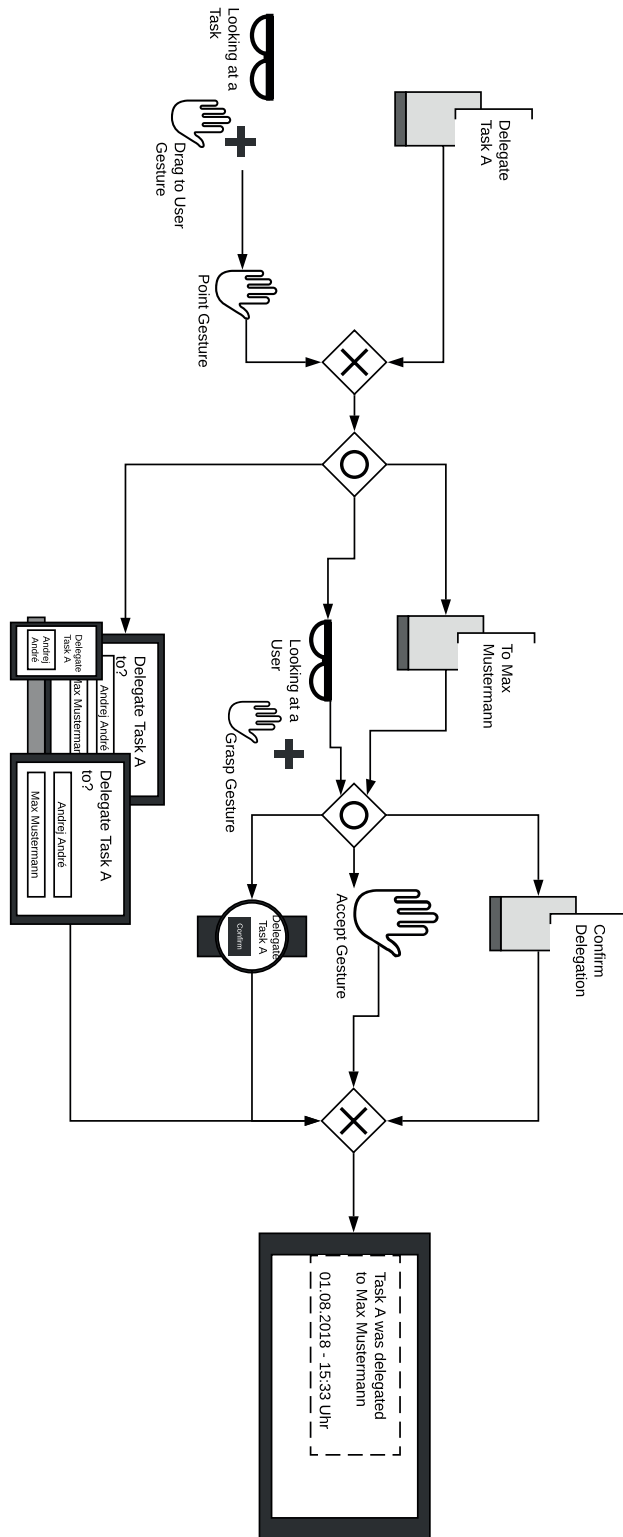 Delegate
Task A
Looking at a
Task
Drag to User
Gesture
Point Gesture
To Max
Mustermann
Looking at a
User
Grasp Gesture
Delegate Task A
to?
Andrej André
Max Mustermann
Delegate
Task A
Andrej
André
Delegate Task A
to?
Andrej André
Max Mustermann
Confirm
Delegation
Accept Gesture
Delegate
Task A
Confirm
Task A was delegated
to Max Mustermann
01.08.2018 - 15:33 Uhr